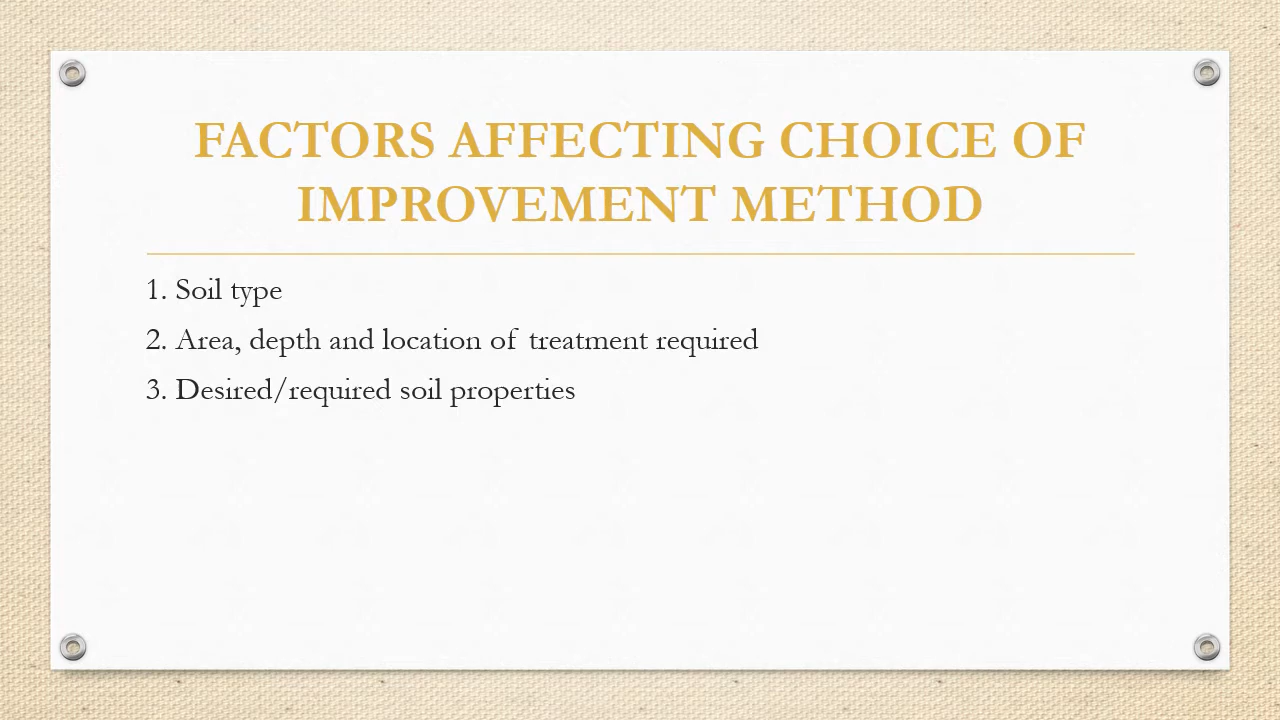 FACTORS AFFECTING CHOICE OF
IMPROVEMENT METHOD
1. Soil type
2. Area, depth and location of treatment required
3. Desired/required soil properties